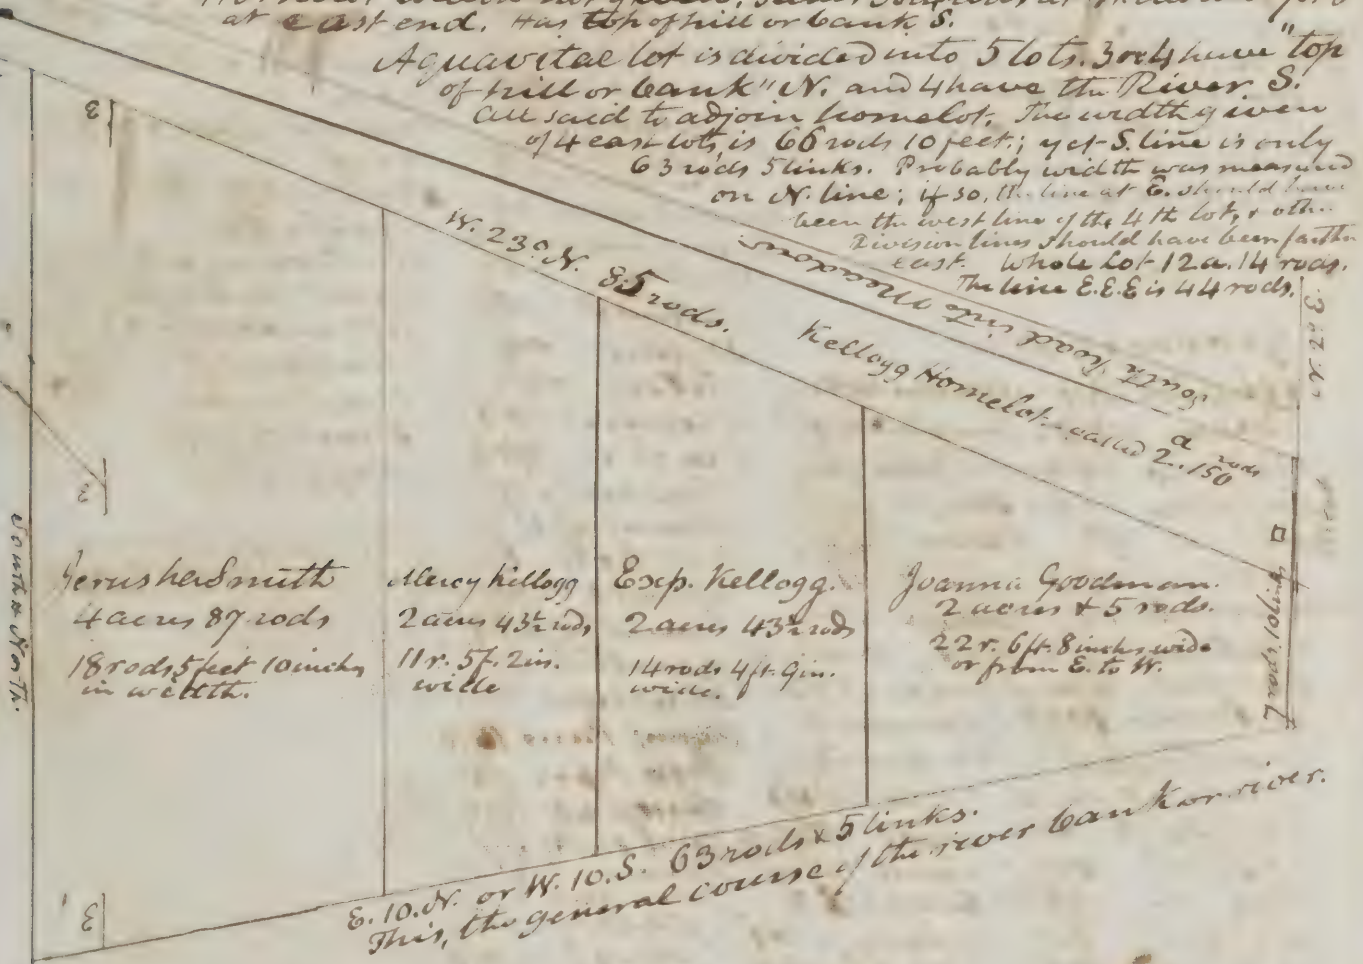 at east end. Has top of hill or bank S.
Aquavitae lot is divided into 5 lots. 3 or 4 have "top
of hill or bank" N. and 4 have the River S.
all said to adjoin homelot. The width given
of 4 east lots is 66 rods 10 feet; yet S. line is only
63 rods 5 links. Probably width was measured
on N. line; if so, the line at E. should have
been the west line of the 4th lot, & oth..
Division lines should have been farther
east. Whole lot 12 a. 14 rods.
The line E.E.E is 44 rods.
W. 23°. N. 85 rods.
South Road into Meadow
Kellogg Homelot called 2 a 150 rods
E
E
E
South & North.
Jerusha Smith
4 acres 87 rods
18 rods 5 feet 10 inches
in width.
Mercy Kellogg
2 acres 43½ rods
11 r. 5f. 2in.
wide
Exp. Kellogg.
2 acres 43½ rods
14 rods 4 ft. 9 in.
wide.
Joanna Goodman.
2 acres & 5 rods.
22 r. 6 ft. 8 inches wide
or from E. to W.
7 rods. 10 links
E. 10. N. or W. 10. S. 63 rods & 5 links.
This, the general course of the river bank or river.